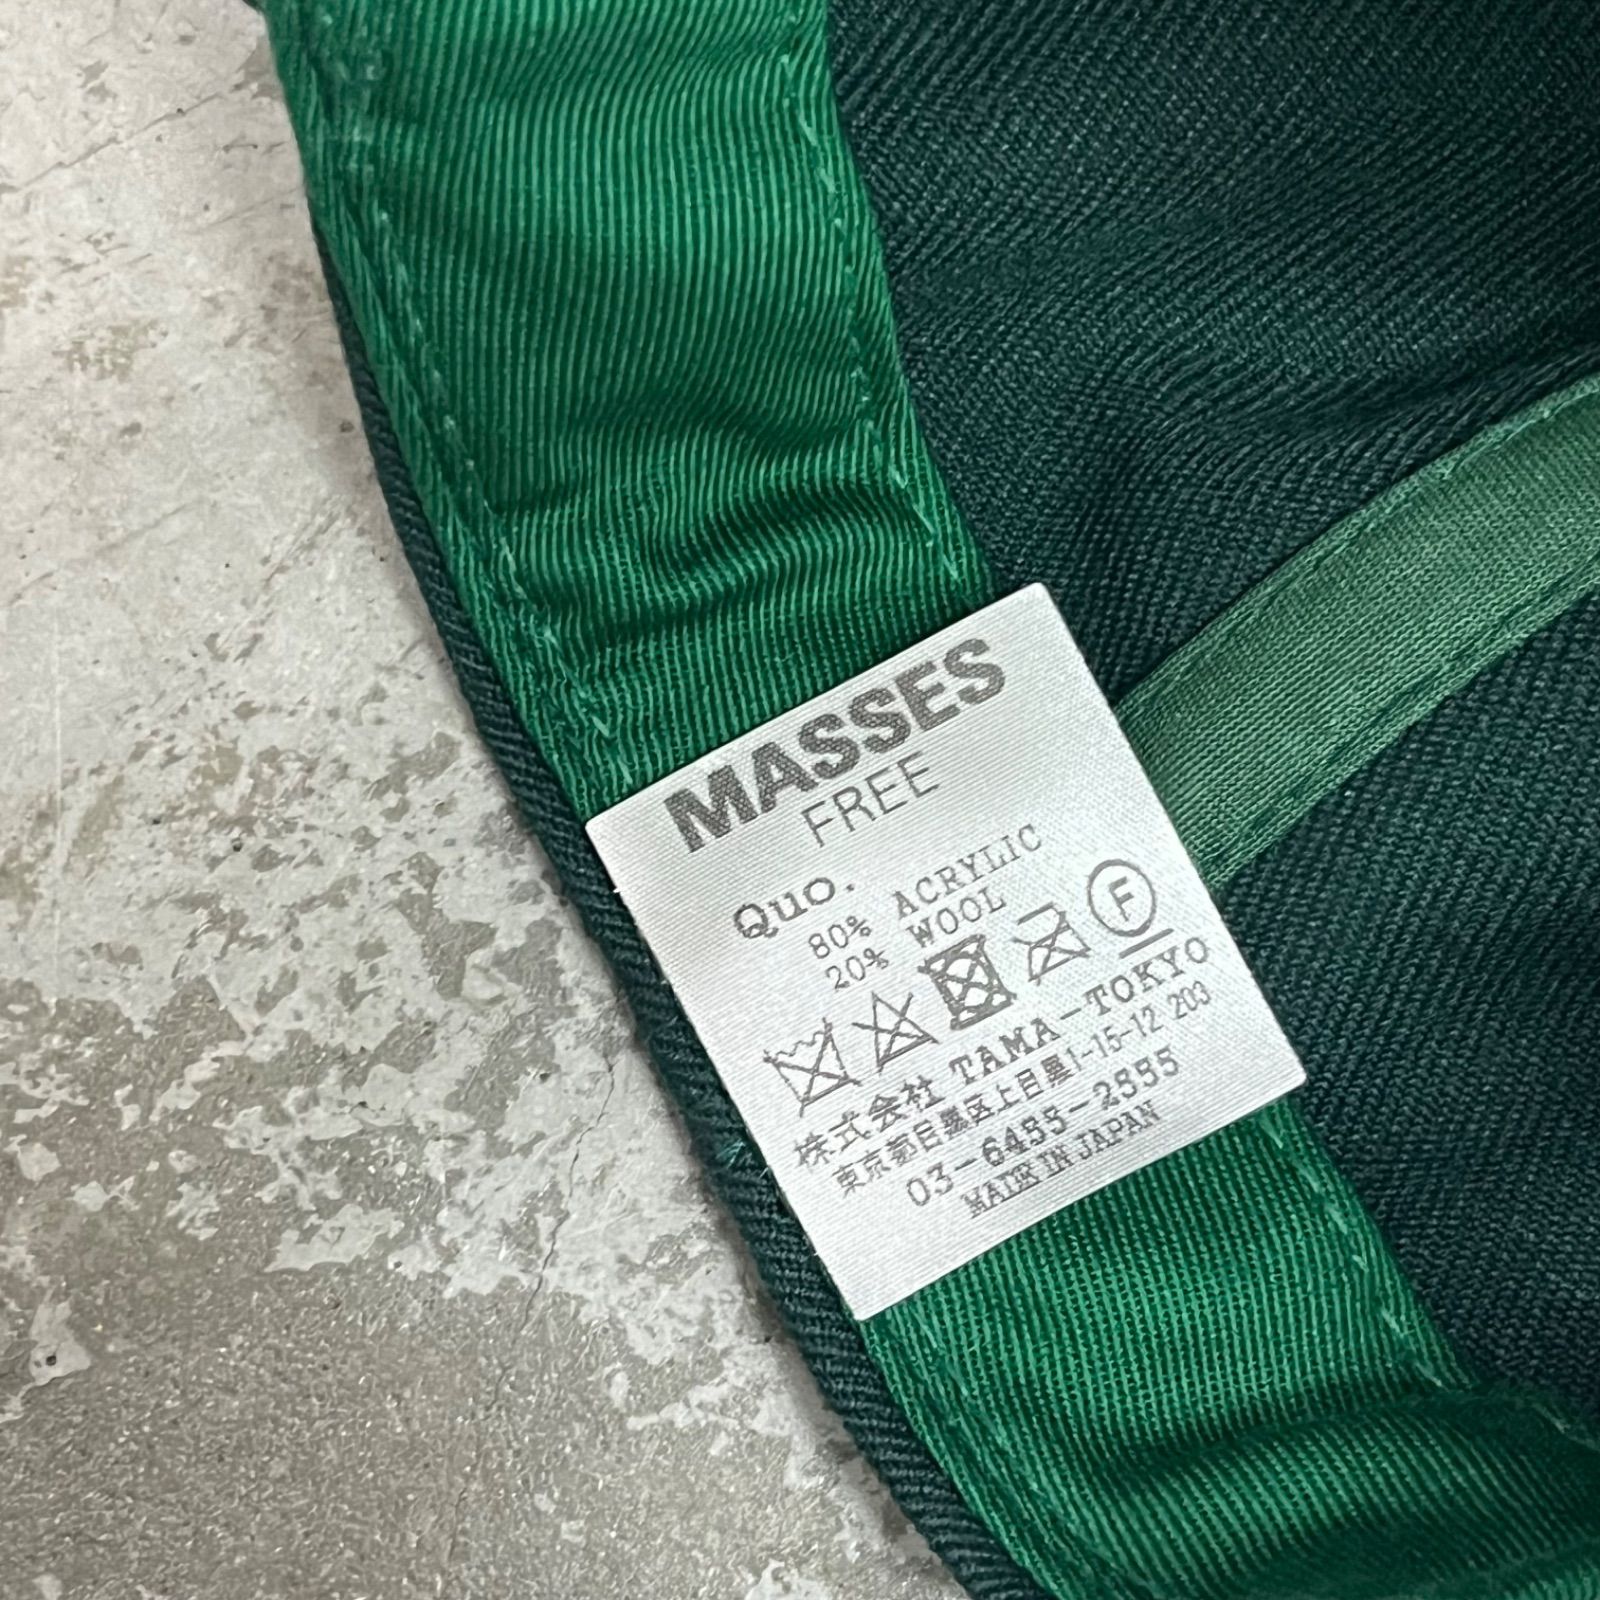 MASSES
FREE
Quo.
80% ACRYLIC
20% WOOL
F
株式会社 TAMA-TOKYO
東京都目黒区上目黒1-15-12 203
03-6455-2555
MADE IN JAPAN